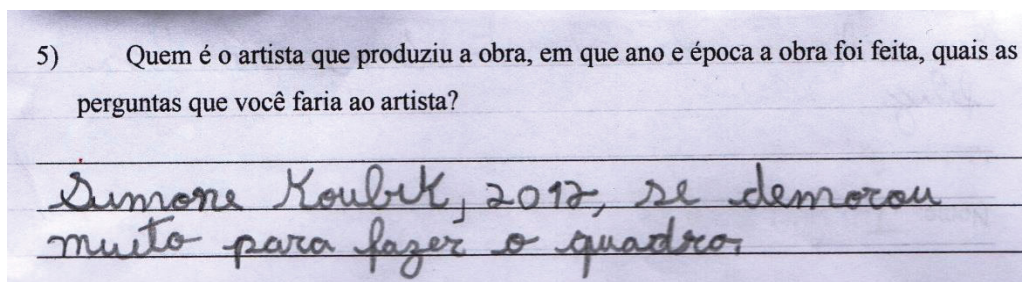 5) Quem é o artista que produziu a obra, em que ano e época a obra foi feita, quais as
perguntas que você faria ao artista?
Simone Koubik, 2012, se demorou
muito para fazer o quadro,